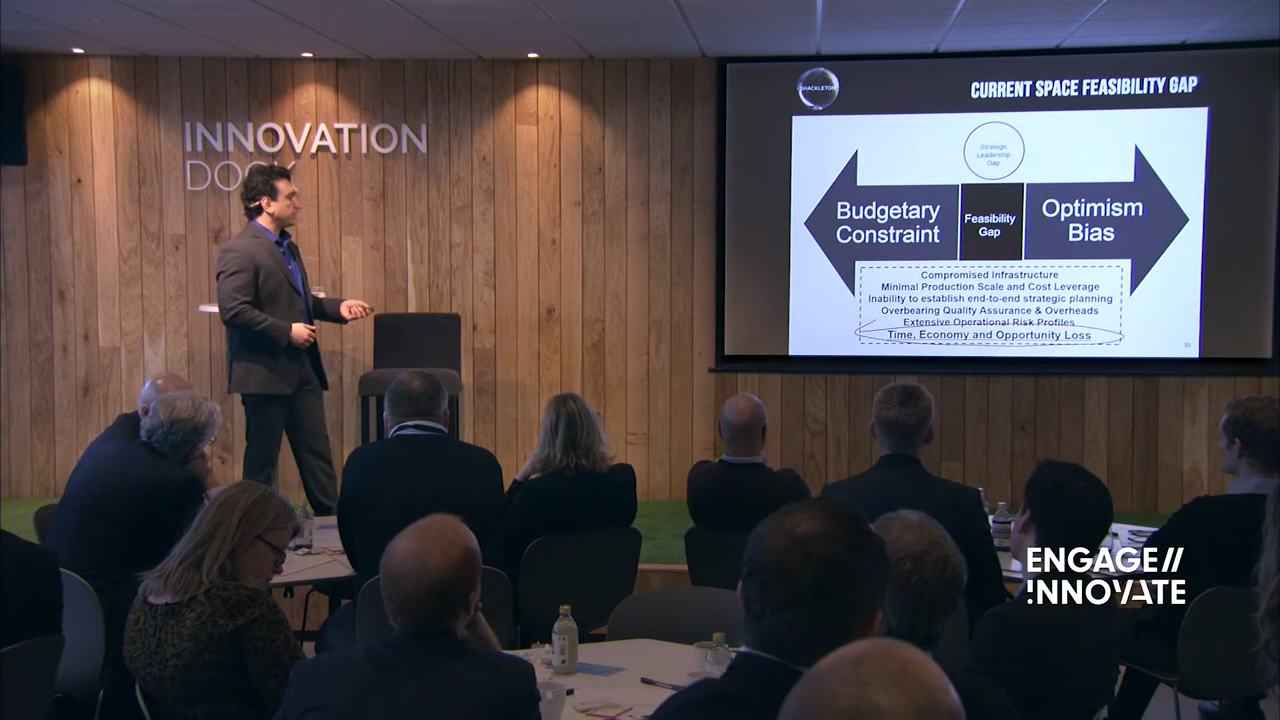 INNOVATION
DOCK
SHACKLETON
CURRENT SPACE FEASIBILITY GAP
Strategic
Leadership
Gap
Budgetary
Constraint
Feasibility
Gap
Optimism
Bias
Compromised Infrastructure
Minimal Production Scale and Cost Leverage
Inability to establish end-to-end strategic planning
Overbearing Quality Assurance & Overheads
Extensive Operational Risk Profiles
Time, Economy and Opportunity Loss
30
ENGAGE//
!NNOVATE